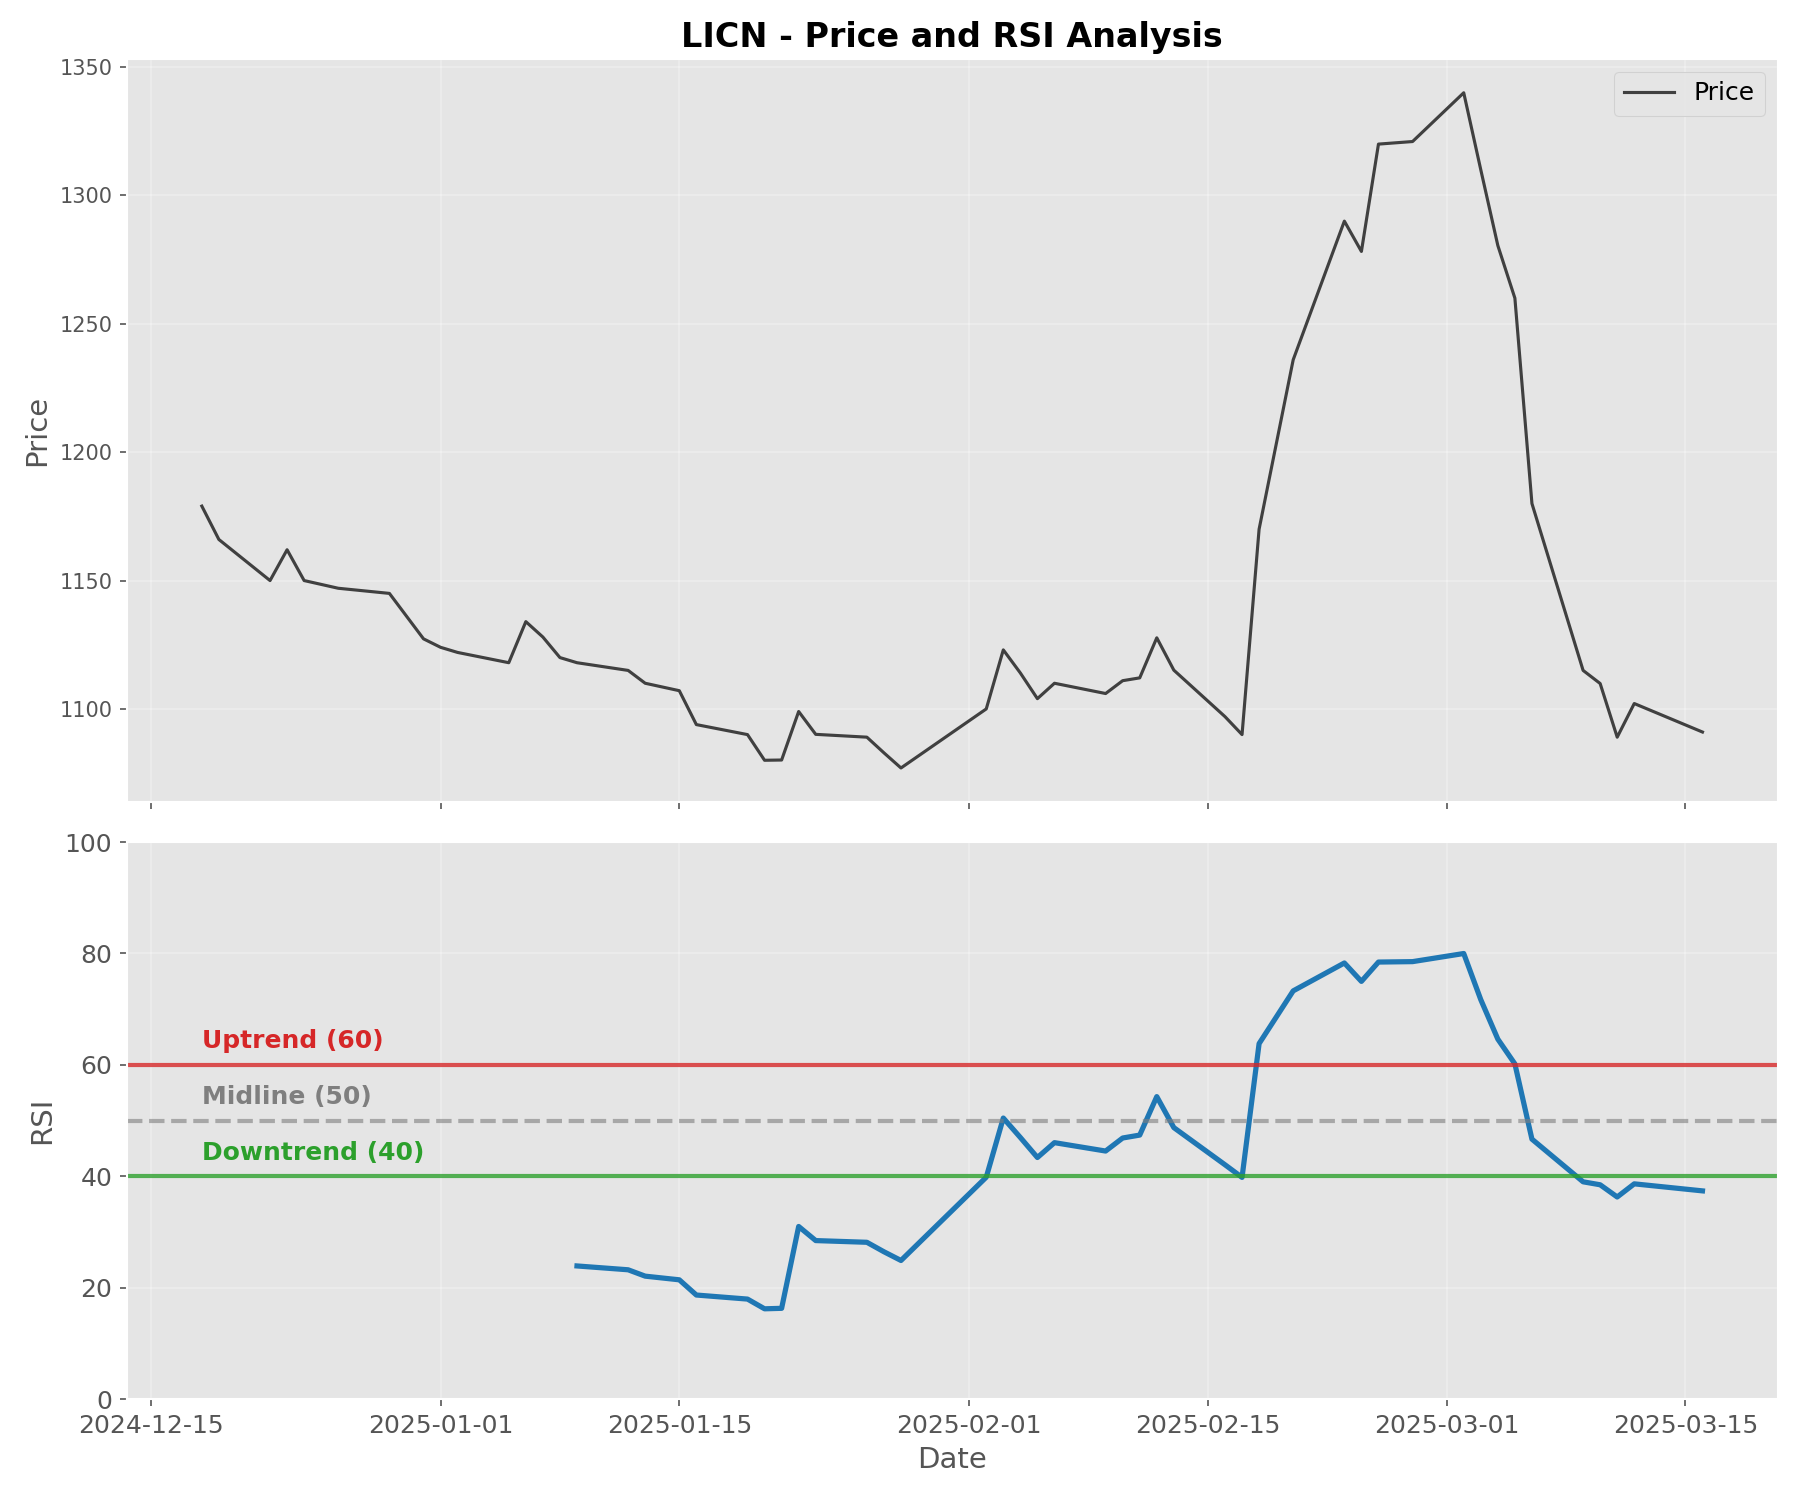 LICN - Price and RSI Analysis
Price
1350
1300
1250
1200
1150
1100
Price
100
80
60
40
20
0
RSI
Uptrend (60)
Midline (50)
Downtrend (40)
2024-12-15
2025-01-01
2025-01-15
2025-02-01
2025-02-15
2025-03-01
2025-03-15
Date